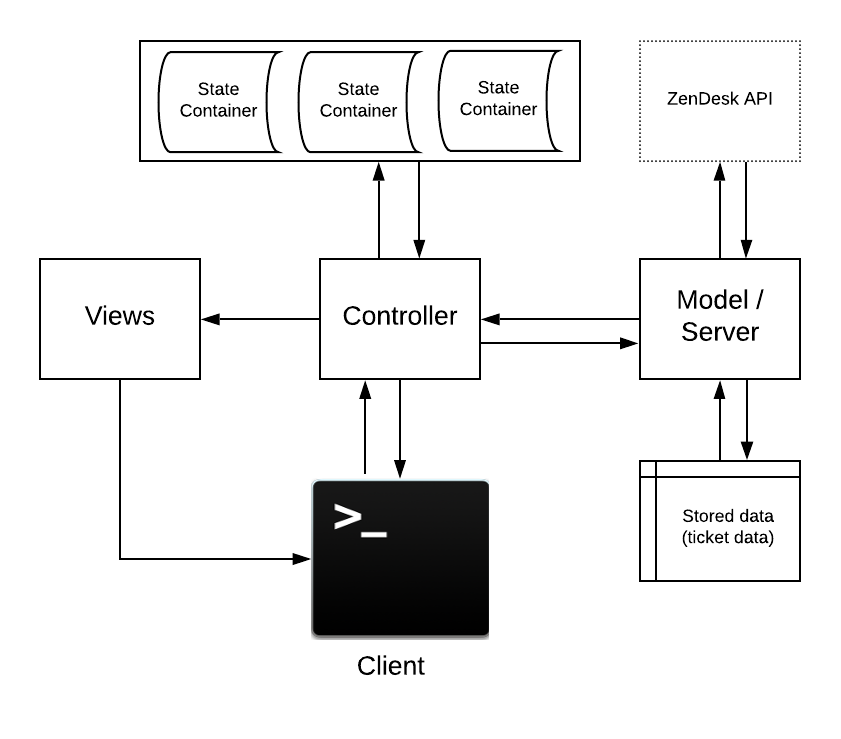 State
Container
State
Container
State
Container
ZenDesk API
Views
Controller
Model /
Server
>_
Stored data
(ticket data)
Client